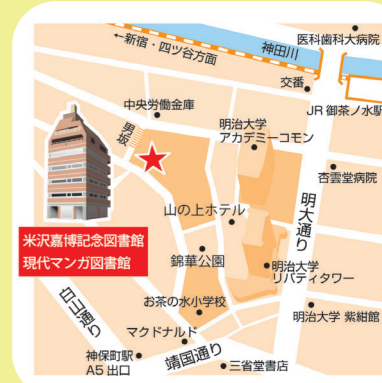 医科歯科大病院
←新宿・四ツ谷方面
神田川
交番
JR 御茶ノ水駅
中央労働金庫
男坂
明治大学
アカデミーコモン
杏雲堂病院
明大通り
山の上ホテル
米沢嘉博記念図書館
現代マンガ図書館
錦華公園
明治大学
リバティタワー
お茶の水小学校
明治大学 紫紺館
白山通り
マクドナルド
靖国通り
神保町駅
A5 出口
三省堂書店